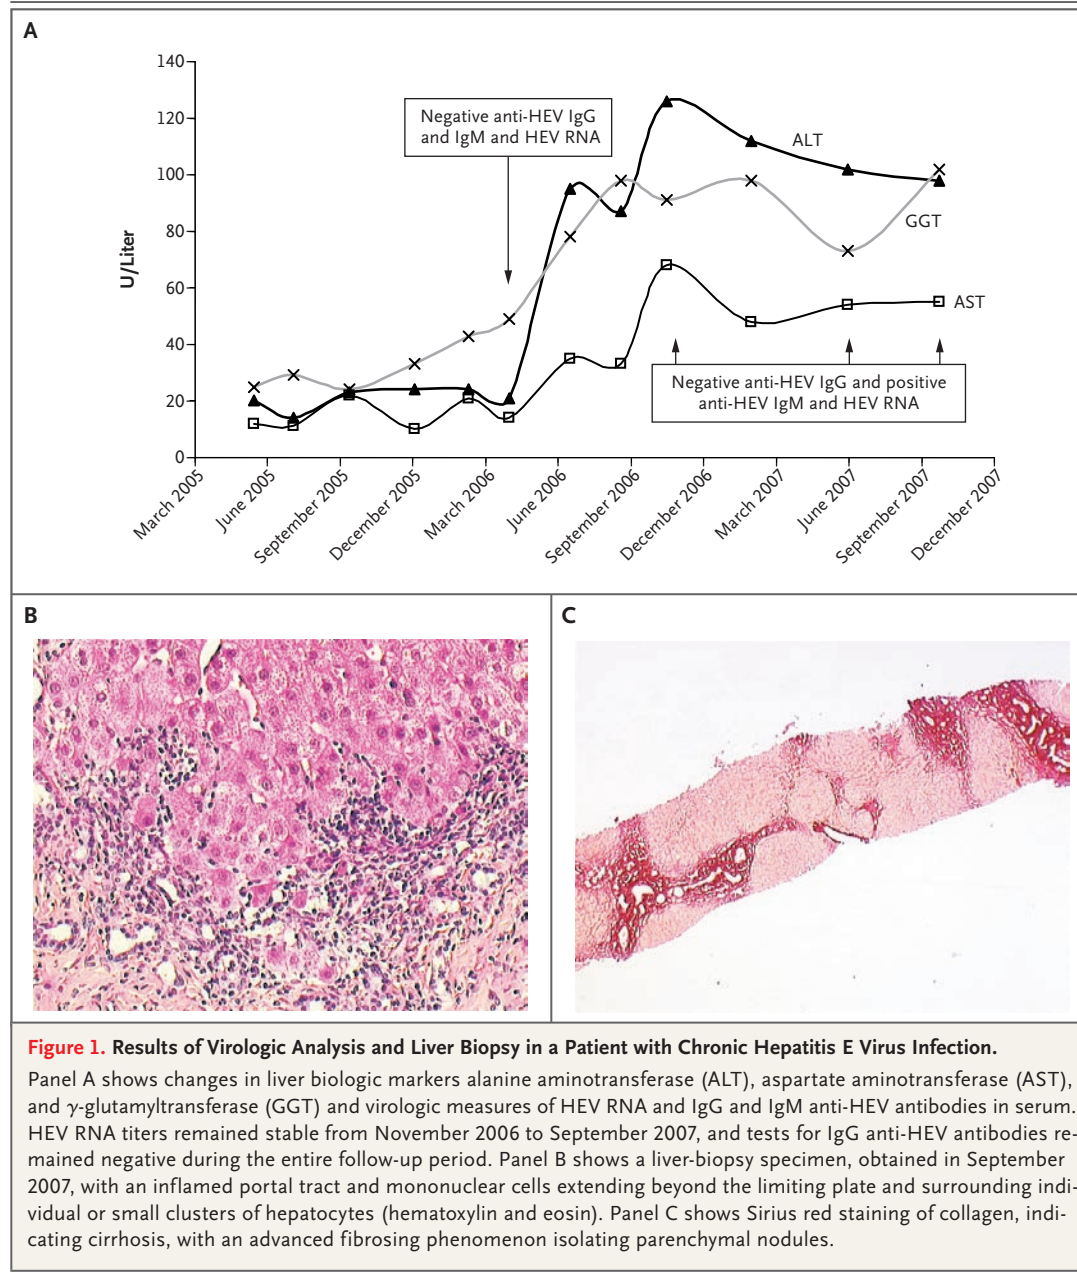 A
140
120
100
80
60
40
20
0
U/Liter
Negative anti-HEV IgG
and IgM and HEV RNA
ALT
GGT
AST
Negative anti-HEV IgG and positive
anti-HEV IgM and HEV RNA
March 2005
June 2005
September 2005
December 2005
March 2006
June 2006
September 2006
December 2006
March 2007
June 2007
September 2007
December 2007
B
C
Figure 1. Results of Virologic Analysis and Liver Biopsy in a Patient with Chronic Hepatitis E Virus Infection.
Panel A shows changes in liver biologic markers alanine aminotransferase (ALT), aspartate aminotransferase (AST),
and γ-glutamyltransferase (GGT) and virologic measures of HEV RNA and IgG and IgM anti-HEV antibodies in serum.
HEV RNA titers remained stable from November 2006 to September 2007, and tests for IgG anti-HEV antibodies re-
mained negative during the entire follow-up period. Panel B shows a liver-biopsy specimen, obtained in September
2007, with an inflamed portal tract and mononuclear cells extending beyond the limiting plate and surrounding indi-
vidual or small clusters of hepatocytes (hematoxylin and eosin). Panel C shows Sirius red staining of collagen, indi-
cating cirrhosis, with an advanced fibrosing phenomenon isolating parenchymal nodules.